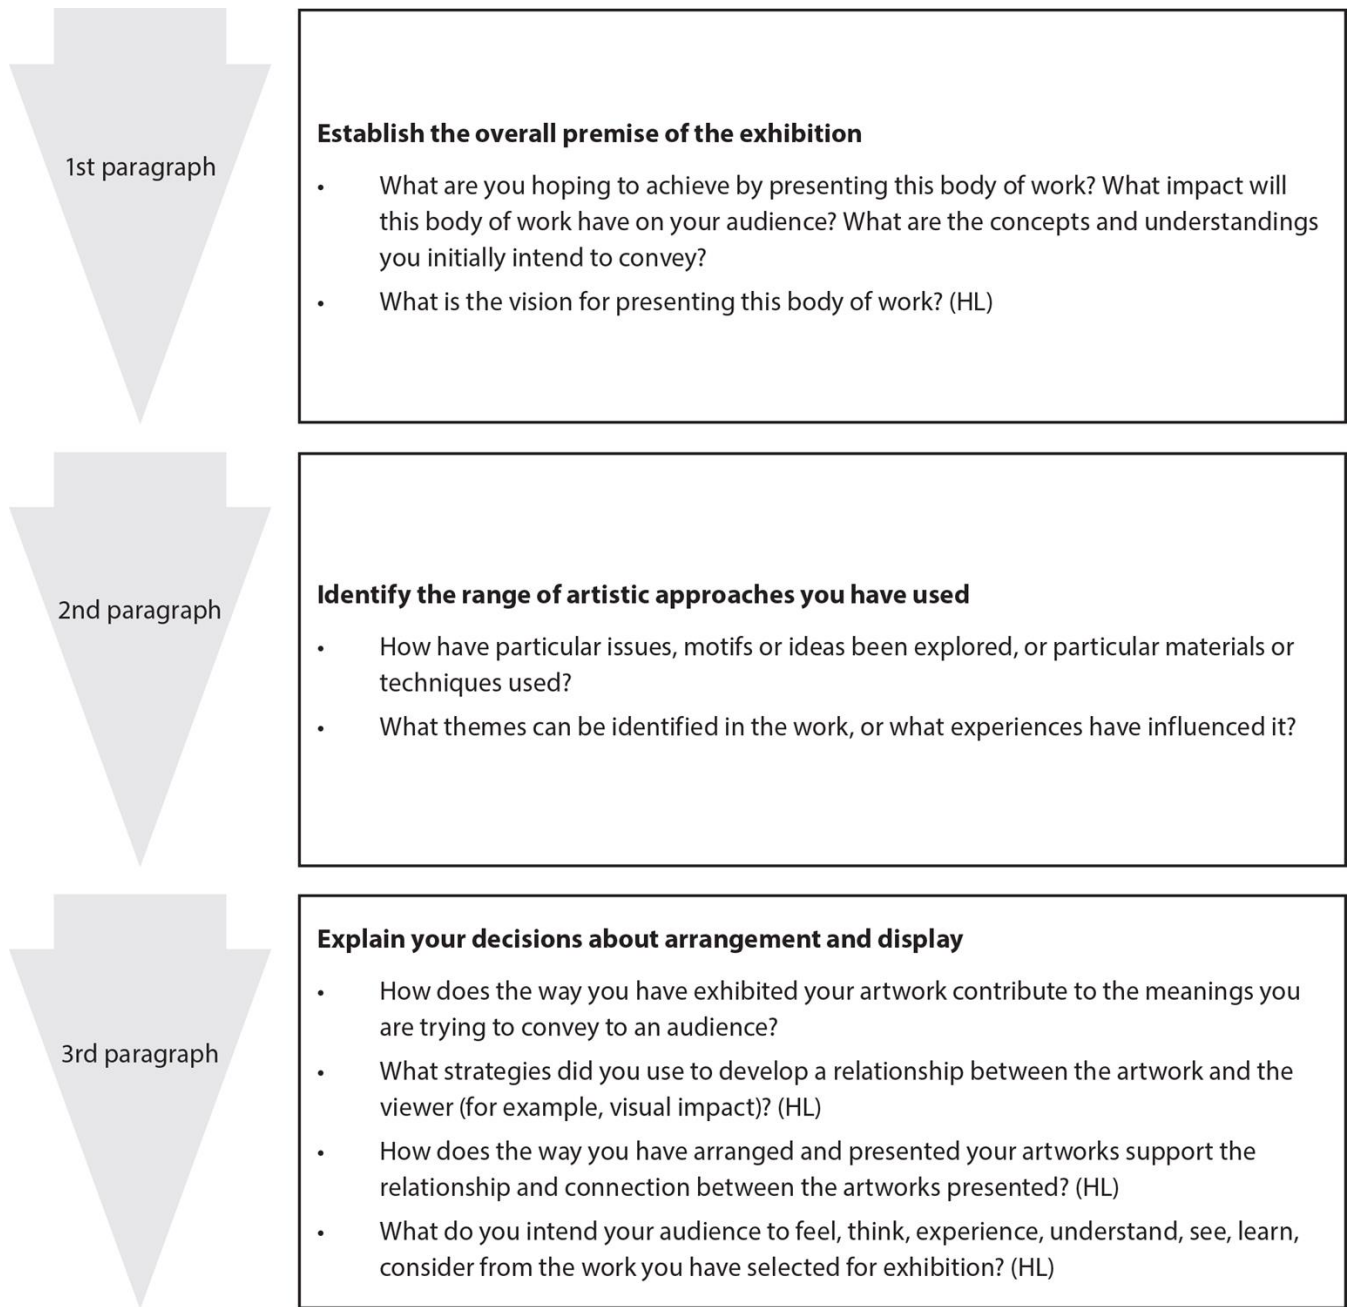 1st paragraph
Establish the overall premise of the exhibition
• What are you hoping to achieve by presenting this body of work? What impact will
this body of work have on your audience? What are the concepts and understandings
you initially intend to convey?
• What is the vision for presenting this body of work? (HL)
2nd paragraph
Identify the range of artistic approaches you have used
• How have particular issues, motifs or ideas been explored, or particular materials or
techniques used?
• What themes can be identified in the work, or what experiences have influenced it?
3rd paragraph
Explain your decisions about arrangement and display
• How does the way you have exhibited your artwork contribute to the meanings you
are trying to convey to an audience?
• What strategies did you use to develop a relationship between the artwork and the
viewer (for example, visual impact)? (HL)
• How does the way you have arranged and presented your artworks support the
relationship and connection between the artworks presented? (HL)
• What do you intend your audience to feel, think, experience, understand, see, learn,
consider from the work you have selected for exhibition? (HL)